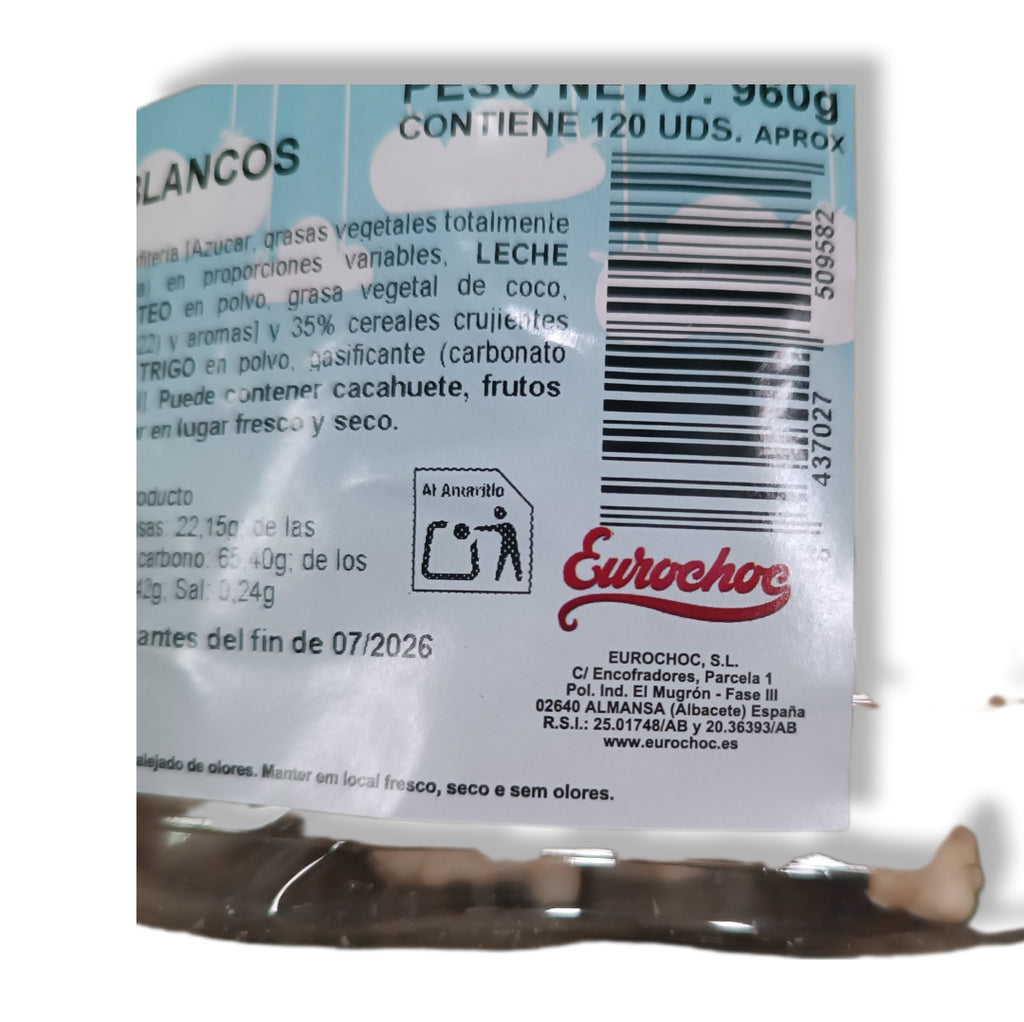 PESO NETO: 960g
CONTIENE 120 UDS. APROX
BLANCOS
[Azucar, grasas vegetales totalmente
en proporciones variables, LECHE
en polvo, grasa vegetal de coco,
y aromas] y 35% cereales crujientes
TRIGO en polvo, gasificante (carbonato
Puede contener cacahuete, frutos
en lugar fresco y seco.
509582
437027
8
22,15g; de las
carbono: 65,40g; de los
42g; Sal: 0,24g
antes del fin de 07/2026
Al Amarillo
Eurochoc
EUROCHOC, S.L.
C/ Encofradores, Parcela 1
Pol. Ind. El Mugrón - Fase III
02640 ALMANSA (Albacete) España
R.S.I.: 25.01748/AB y 20.36393/AB
www.eurochoc.es
alejado de olores. Manter em local fresco, seco e sem olores.